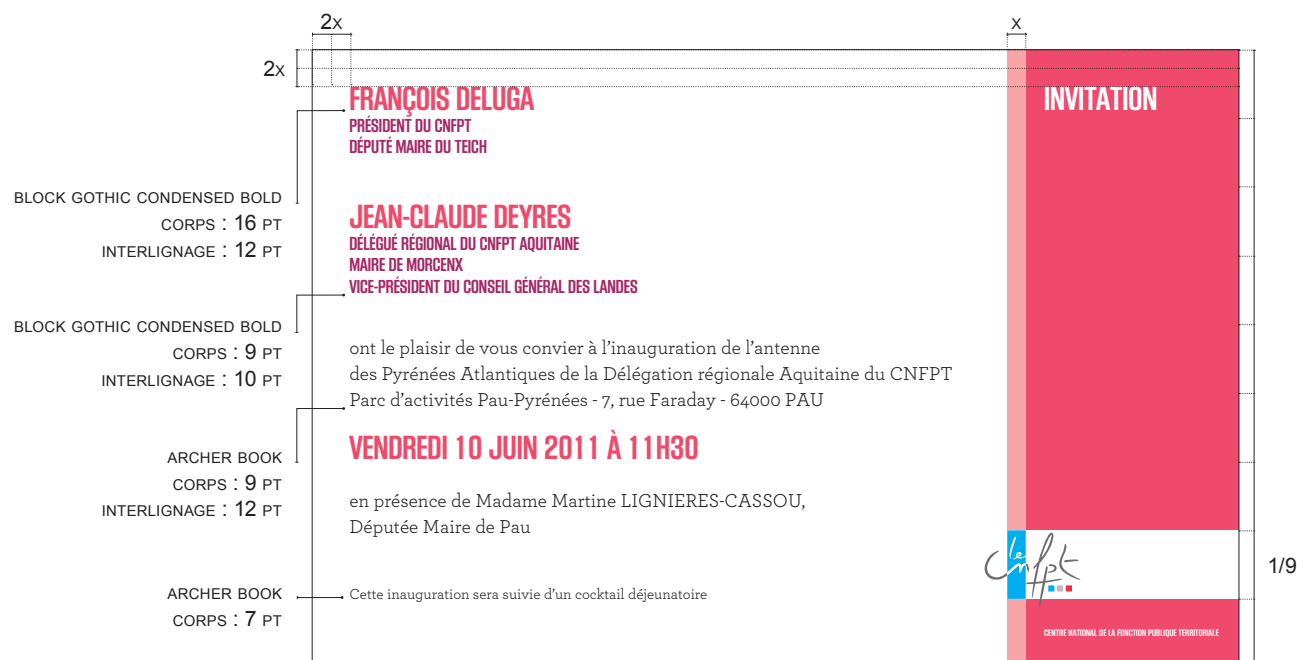 2X
X
2X
FRANÇOIS DELUGA
PRÉSIDENT DU CNFPT
DÉPUTÉ MAIRE DU TEICH
INVITATION
BLOCK GOTHIC CONDENSED BOLD
CORPS : 16 PT
INTERLIGNAGE : 12 PT
JEAN-CLAUDE DEYRES
DÉLÉGUÉ RÉGIONAL DU CNFPT AQUITAINE
MAIRE DE MORCENX
VICE-PRÉSIDENT DU CONSEIL GÉNÉRAL DES LANDES
BLOCK GOTHIC CONDENSED BOLD
CORPS : 9 PT
INTERLIGNAGE : 10 PT
ont le plaisir de vous convier à l'inauguration de l'antenne
des Pyrénées Atlantiques de la Délégation régionale Aquitaine du CNFPT
Parc d'activités Pau-Pyrénées - 7, rue Faraday - 64000 PAU
ARCHER BOOK
CORPS : 9 PT
INTERLIGNAGE : 12 PT
VENDREDI 10 JUIN 2011 À 11H30
en présence de Madame Martine LIGNIERES-CASSOU,
Députée Maire de Pau
le
cnfpt
1/9
ARCHER BOOK
CORPS : 7 PT
Cette inauguration sera suivie d'un cocktail déjeunatoire
CENTRE NATIONAL DE LA FONCTION PUBLIQUE TERRITORIALE